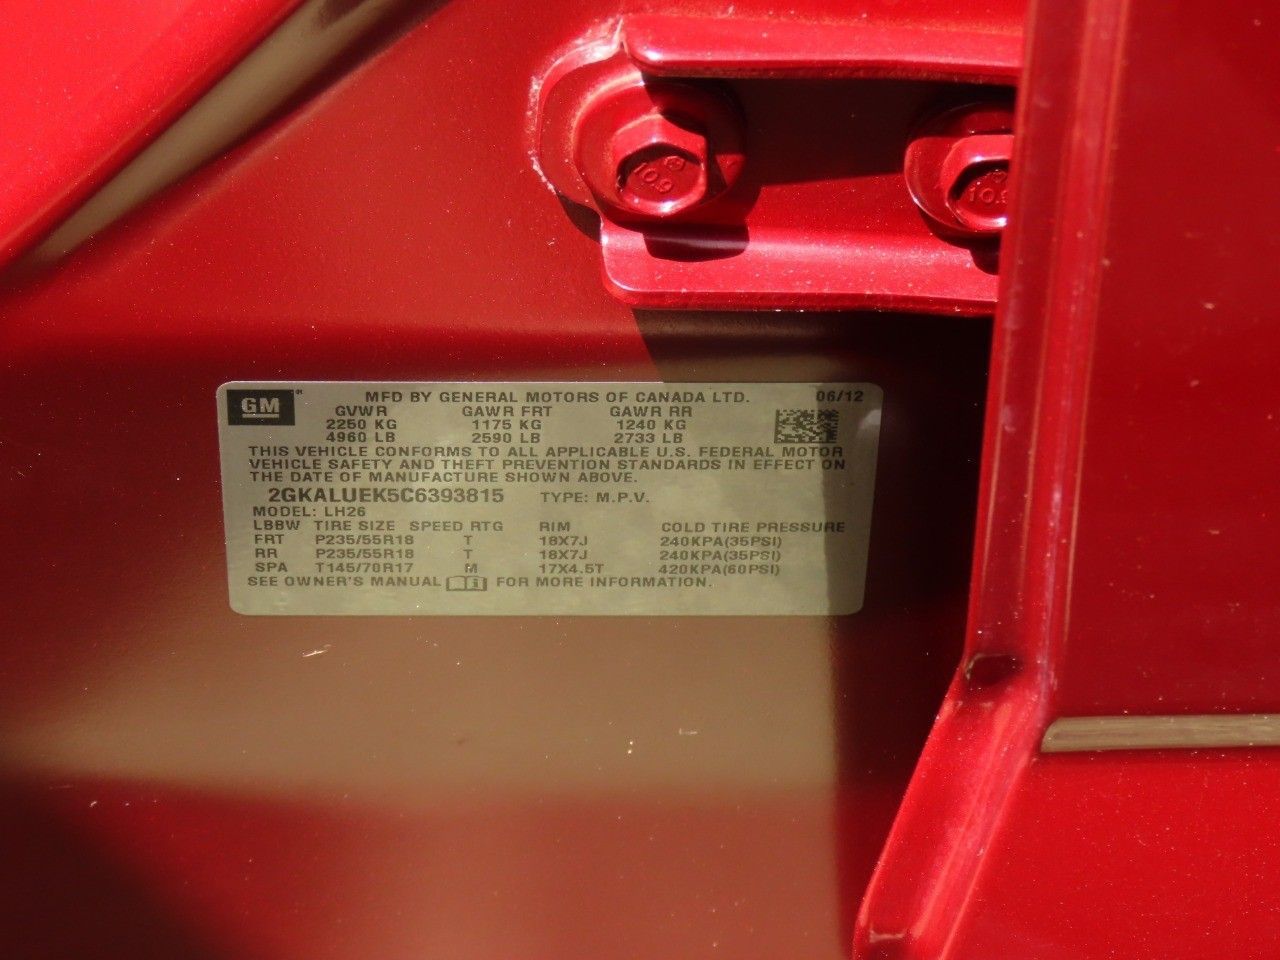 10.9
10.9
GM 01 MFD BY GENERAL MOTORS OF CANADA LTD. 06/12
GVWR GAWR FRT GAWR RR
2250 KG 1175 KG 1240 KG
4960 LB 2590 LB 2733 LB
THIS VEHICLE CONFORMS TO ALL APPLICABLE U.S. FEDERAL MOTOR
VEHICLE SAFETY AND THEFT PREVENTION STANDARDS IN EFFECT ON
THE DATE OF MANUFACTURE SHOWN ABOVE.
2GKALUEK5C6393815 TYPE: M.P.V.
MODEL: LH26
LBBW TIRE SIZE SPEED RTG RIM COLD TIRE PRESSURE
FRT P235/55R18 T 18X7J 240KPA(35PSI)
RR P235/55R18 T 18X7J 240KPA(35PSI)
SPA T145/70R17 M 17X4.5T 420KPA(60PSI)
SEE OWNER'S MANUAL FOR MORE INFORMATION.